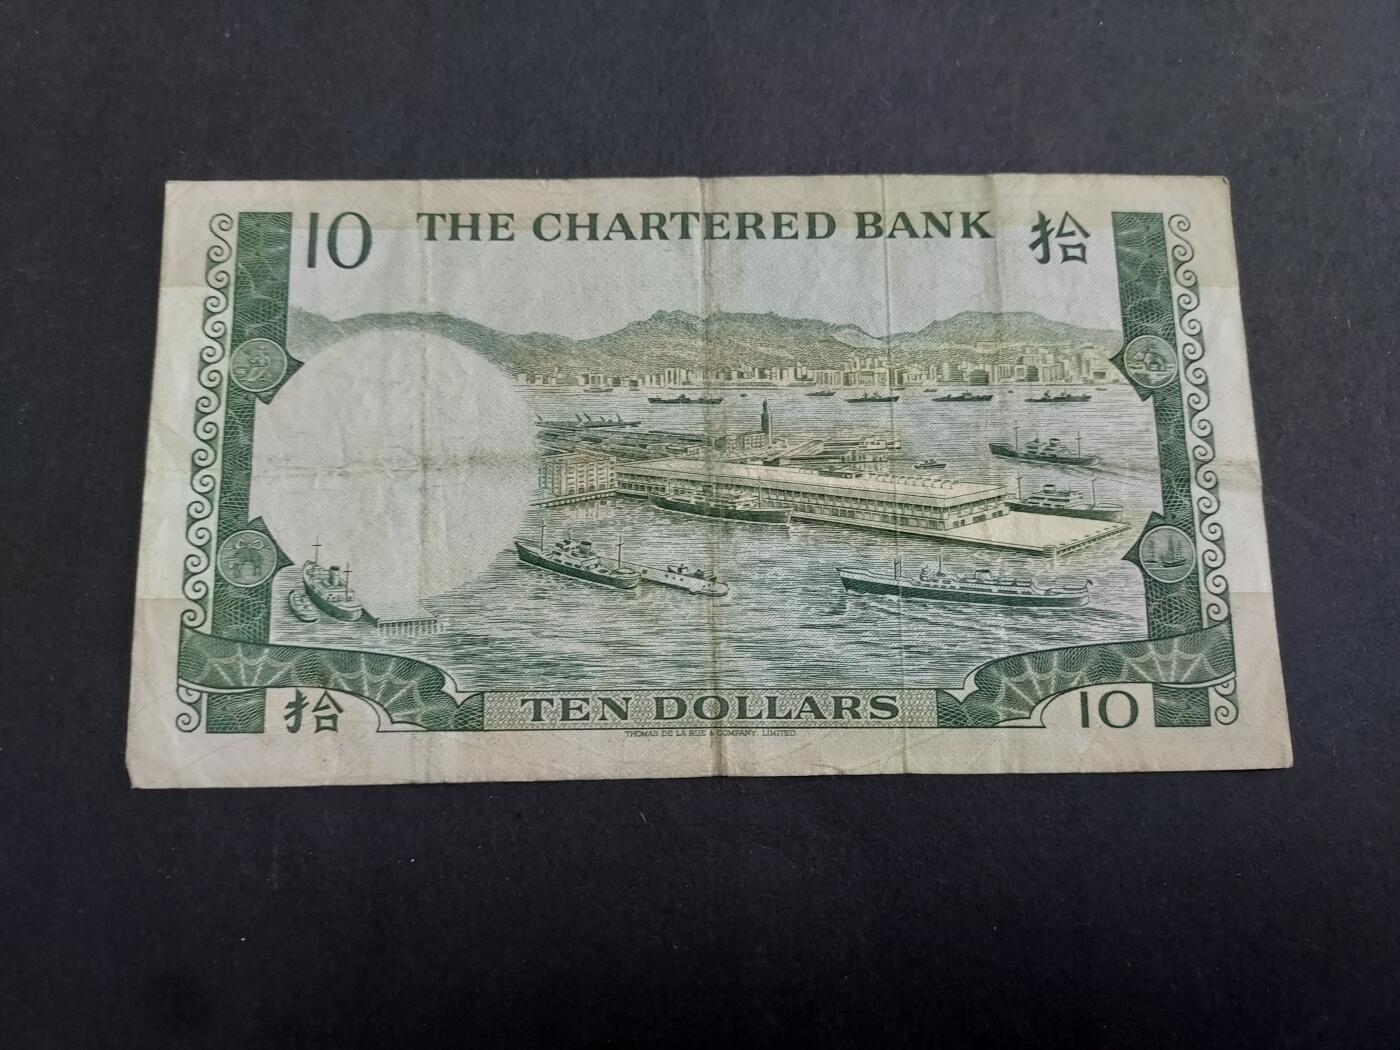 10 THE CHARTERED BANK 拾
拾 TEN DOLLARS 10
THOMAS DE LA RUE & COMPANY, LIMITED